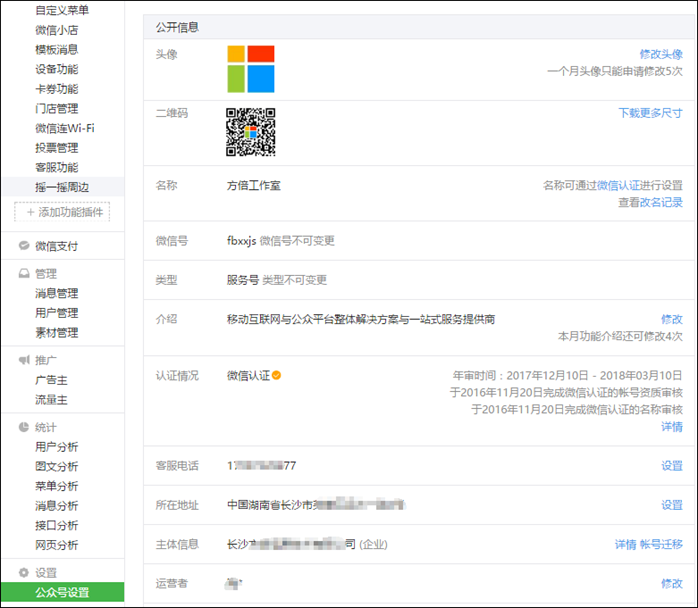 自定义菜单
微信小店
模板消息
设备功能
卡券功能
门店管理
微信连Wi-Fi
投票管理
客服功能
摇一摇周边
+ 添加功能插件
微信支付
管理
消息管理
用户管理
素材管理
推广
广告主
流量主
统计
用户分析
图文分析
菜单分析
消息分析
接口分析
网页分析
设置
公众号设置
公开信息
头像
修改头像
一个月头像只能申请修改5次
二维码
下载更多尺寸
名称 方倍工作室 名称可通过微信认证进行设置
查看改名记录
微信号 fbxxjs 微信号不可变更
类型 服务号 类型不可变更
介绍 移动互联网与公众平台整体解决方案与一站式服务提供商 修改
本月功能介绍还可修改4次
认证情况 微信认证 年审时间：2017年12月10日 - 2018年03月10日
于2016年11月20日完成微信认证的帐号资质审核
于2016年11月20日完成微信认证的名称审核
详情
客服电话 17 77 设置
所在地址 中国湖南省长沙市 设置
主体信息 长沙 司 (企业) 详情 帐号迁移
运营者 修改